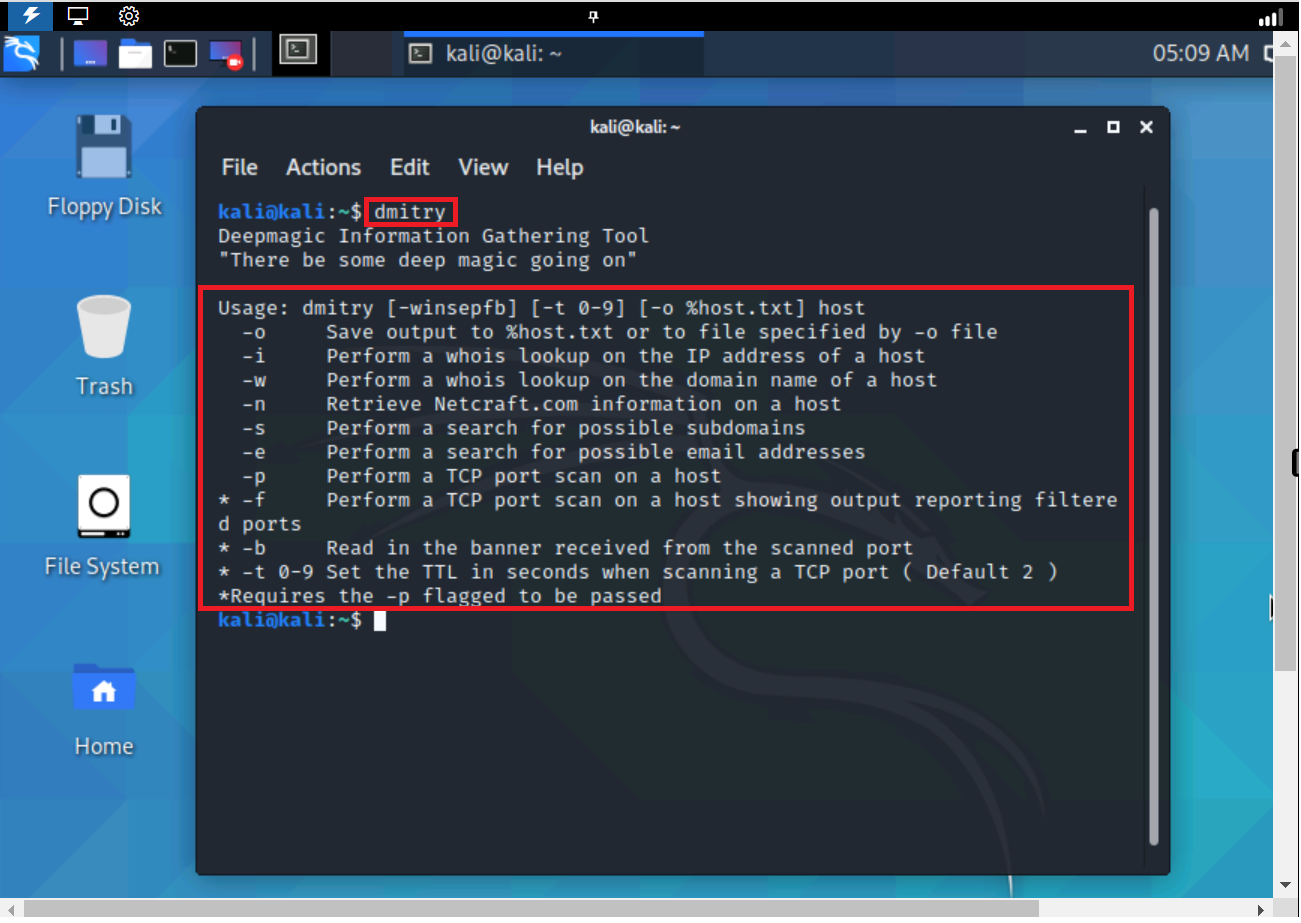 kali@kali: ~
05:09 AM
Floppy Disk
Trash
File System
Home
kali@kali: ~
File Actions Edit View Help
kali@kali:~$ dmitry
Deepmagic Information Gathering Tool
"There be some deep magic going on"
Usage: dmitry [-winsepfb] [-t 0-9] [-o %host.txt] host
  -o     Save output to %host.txt or to file specified by -o file
  -i     Perform a whois lookup on the IP address of a host
  -w     Perform a whois lookup on the domain name of a host
  -n     Retrieve Netcraft.com information on a host
  -s     Perform a search for possible subdomains
  -e     Perform a search for possible email addresses
  -p     Perform a TCP port scan on a host
* -f     Perform a TCP port scan on a host showing output reporting filtere
d ports
* -b     Read in the banner received from the scanned port
* -t 0-9 Set the TTL in seconds when scanning a TCP port ( Default 2 )
*Requires the -p flagged to be passed
kali@kali:~$